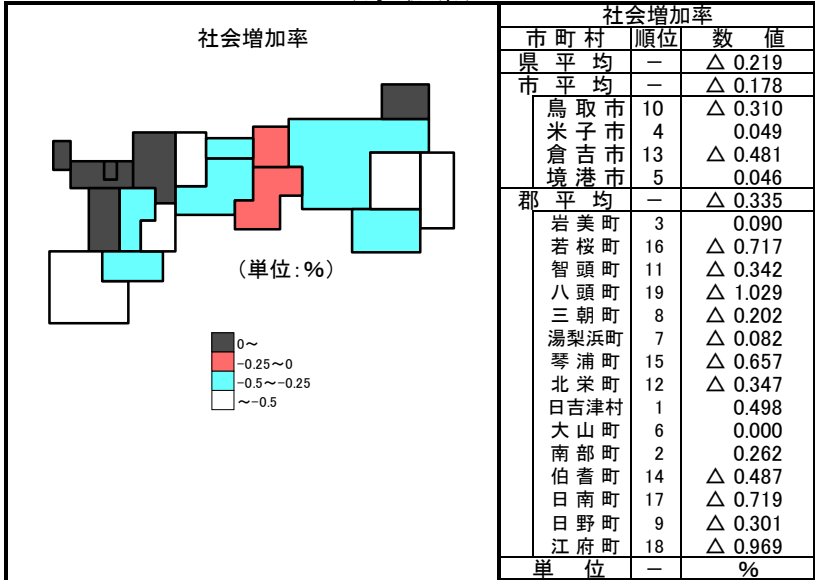 社会増加率
(単位:%)
0～
-0.25～0
-0.5～-0.25
～-0.5
社会増加率
市町村 順位 数値
県平均 － △ 0.219
市平均 － △ 0.178
鳥取市 10 △ 0.310
米子市 4 0.049
倉吉市 13 △ 0.481
境港市 5 0.046
郡平均 － △ 0.335
岩美町 3 0.090
若桜町 16 △ 0.717
智頭町 11 △ 0.342
八頭町 19 △ 1.029
三朝町 8 △ 0.202
湯梨浜町 7 △ 0.082
琴浦町 15 △ 0.657
北栄町 12 △ 0.347
日吉津村 1 0.498
大山町 6 0.000
南部町 2 0.262
伯耆町 14 △ 0.487
日南町 17 △ 0.719
日野町 9 △ 0.301
江府町 18 △ 0.969
単位 － %